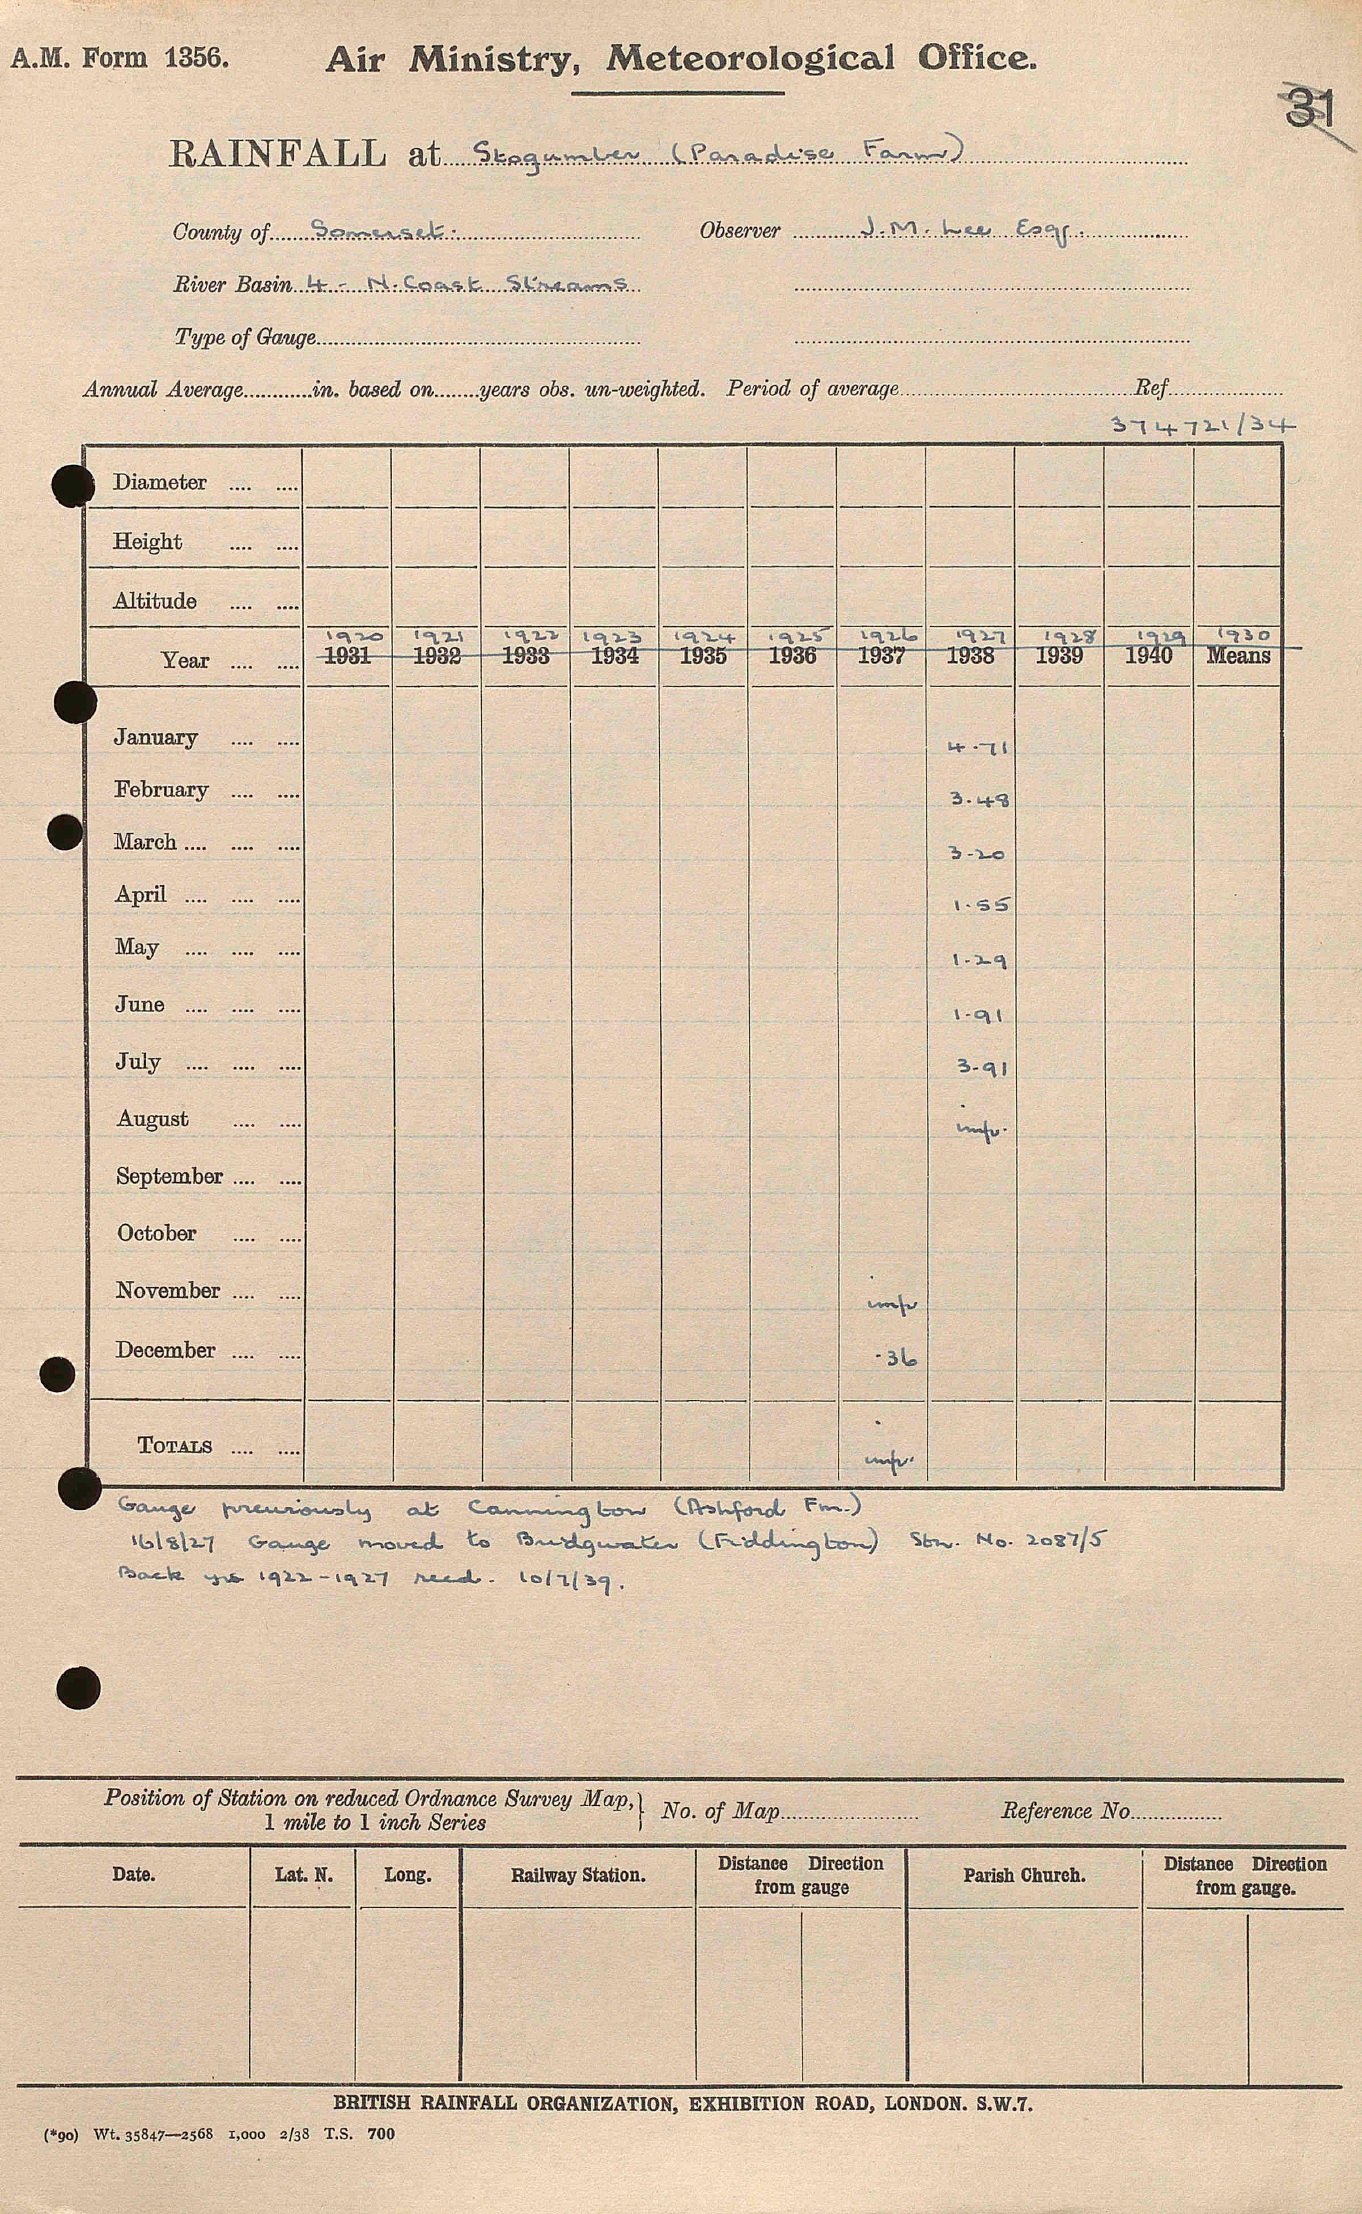 A.M. Form 1356. Air Ministry, Meteorological Office.
31
RAINFALL at Stogumber (Paradise Farm)
County of Somerset. Observer J.M. Lee Esq.
River Basin 4 - N. Coast Streams
Type of Gauge
Annual Average in. based on years obs. un-weighted. Period of average Ref
374721/34
Diameter .... ....
Height .... ....
Altitude .... ....
1920 1921 1922 1923 1924 1925 1926 1927 1928 1929 1930
Year .... .... 1931 1932 1933 1934 1935 1936 1937 1938 1939 1940 Means
January .... .... 4.71
February .... .... 3.48
March .... .... .... 3.20
April .... .... .... 1.55
May .... .... .... 1.29
June .... .... .... 1.91
July .... .... .... 3.91
August .... .... imp.
September .... ....
October .... ....
November .... .... imp
December .... .... .36
TOTALS .... .... imp.
Gauge previously at Cannington (Ashford Fm.)
16/8/27 Gauge moved to Bridgwater (Fiddington) Stn. No. 2087/5
Back yrs 1922-1927 recd. 10/7/39.
Position of Station on reduced Ordnance Survey Map, } No. of Map Reference No
1 mile to 1 inch Series
Date. Lat. N. Long. Railway Station. Distance Direction from gauge Parish Church. Distance Direction from gauge.
BRITISH RAINFALL ORGANIZATION, EXHIBITION ROAD, LONDON. S.W.7.
(*90) Wt. 35847—2568 1,000 2/38 T.S. 700